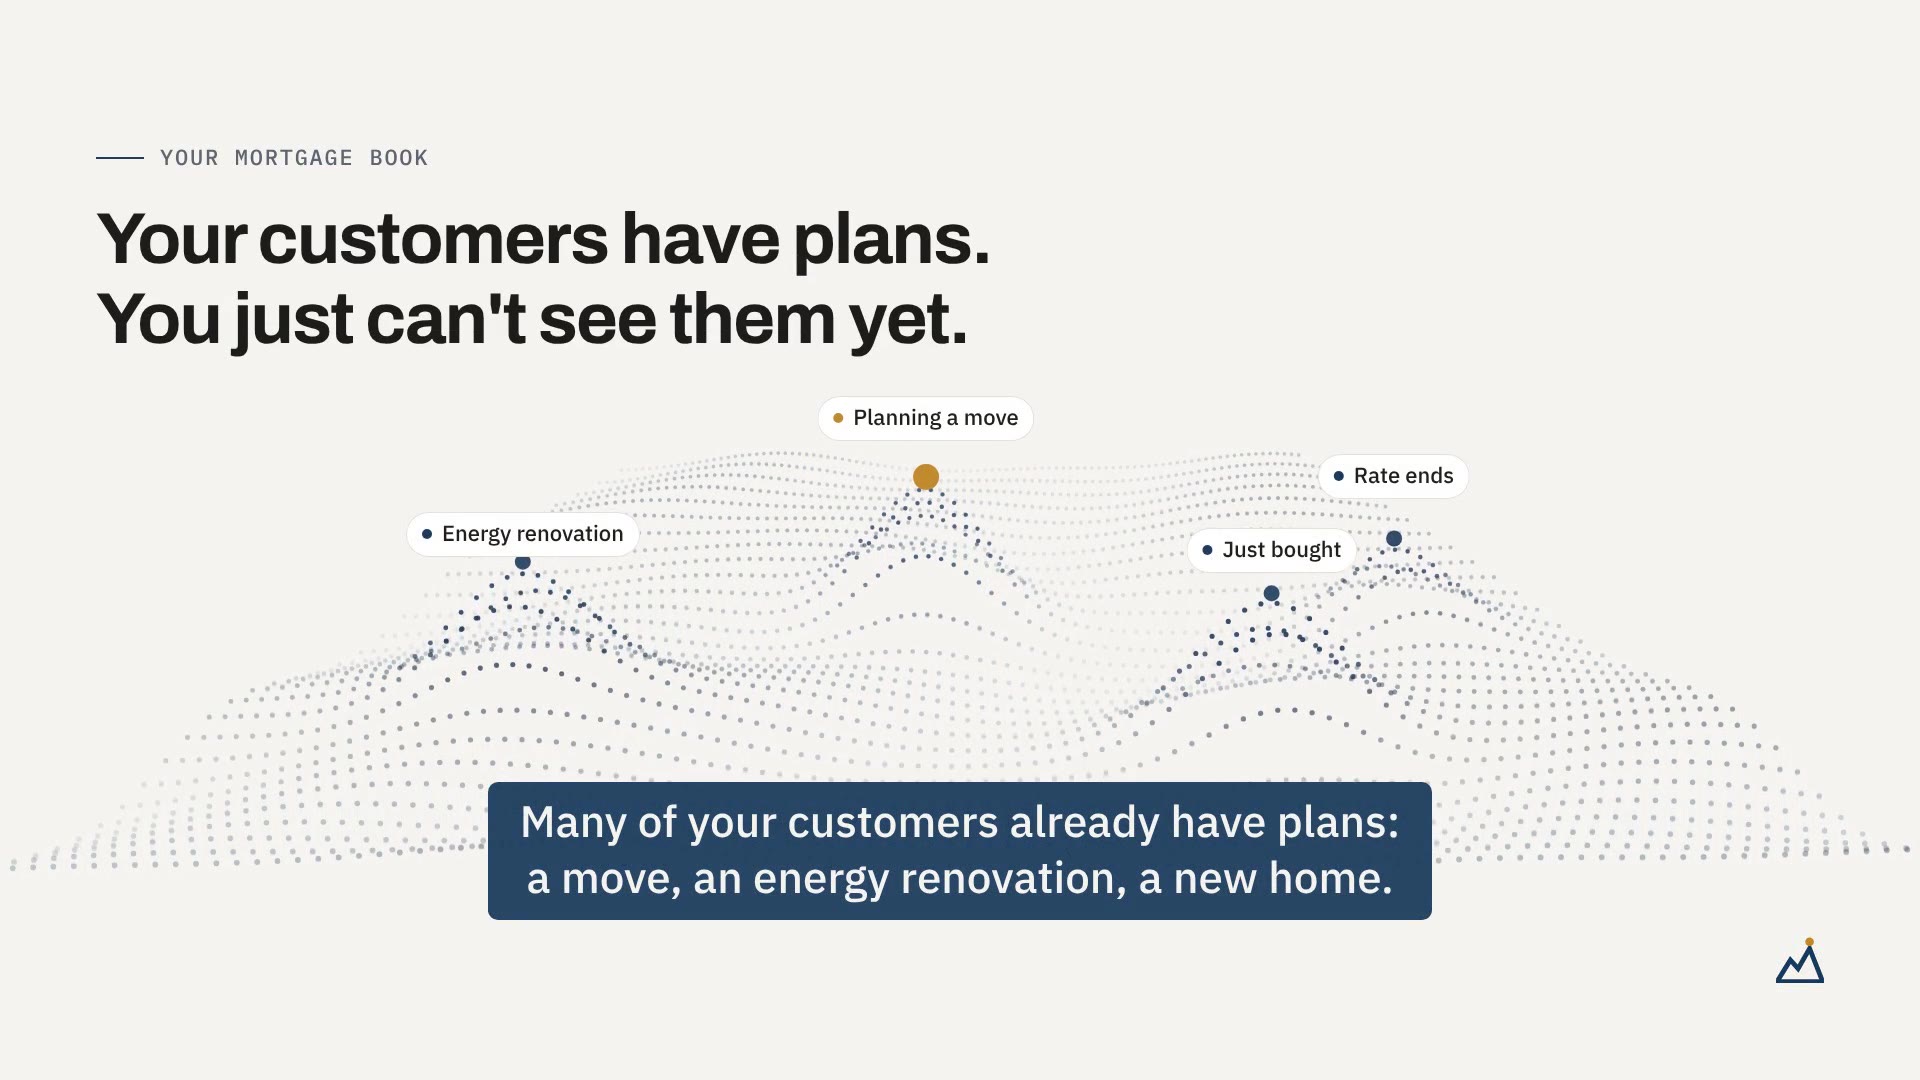 YOUR MORTGAGE BOOK
Your customers have plans.
You just can't see them yet.
Planning a move
Rate ends
Energy renovation
Just bought
Many of your customers already have plans:
a move, an energy renovation, a new home.